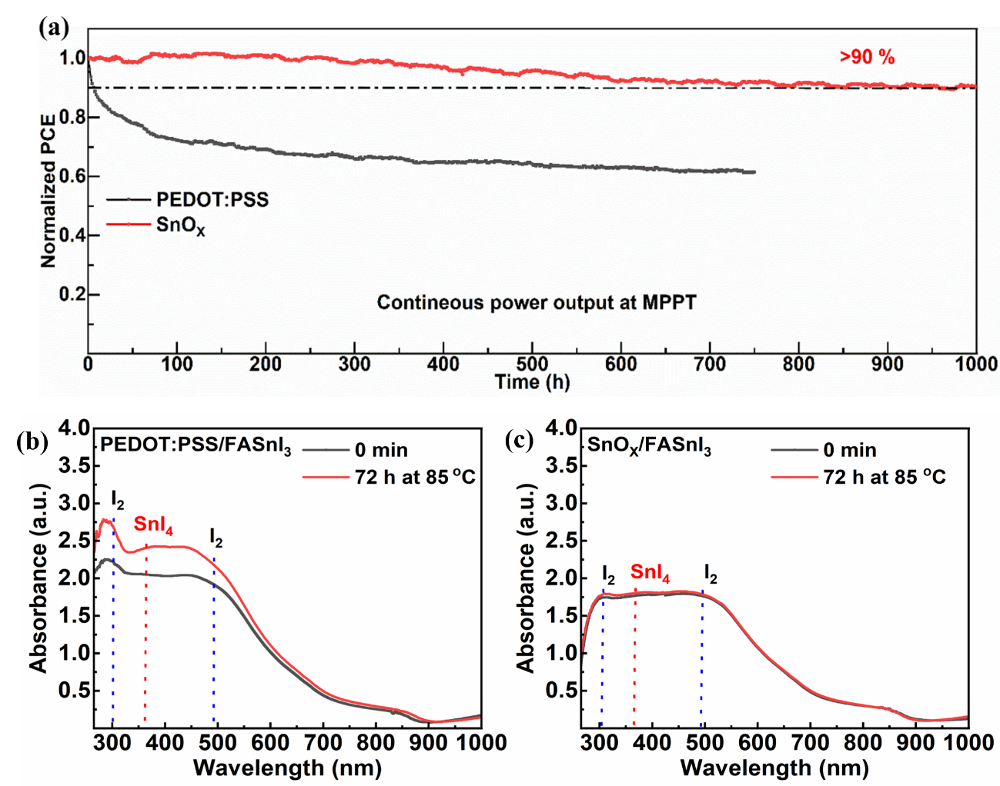 (a)
Normalized PCE
1.0
0.8
0.6
0.4
0.2
>90 %
PEDOT:PSS
SnOX
Contineous power output at MPPT
0 100 200 300 400 500 600 700 800 900 1000
Time (h)
(b)
Absorbance (a.u.)
4.0
3.5
3.0
2.5
2.0
1.5
1.0
0.5
PEDOT:PSS/FASnI3
0 min
72 h at 85 oC
I2
SnI4
I2
300 400 500 600 700 800 900 1000
Wavelength (nm)
(c)
Absorbance (a.u.)
4.0
3.5
3.0
2.5
2.0
1.5
1.0
0.5
SnOX/FASnI3
0 min
72 h at 85 oC
I2
SnI4
I2
300 400 500 600 700 800 900 1000
Wavelength (nm)